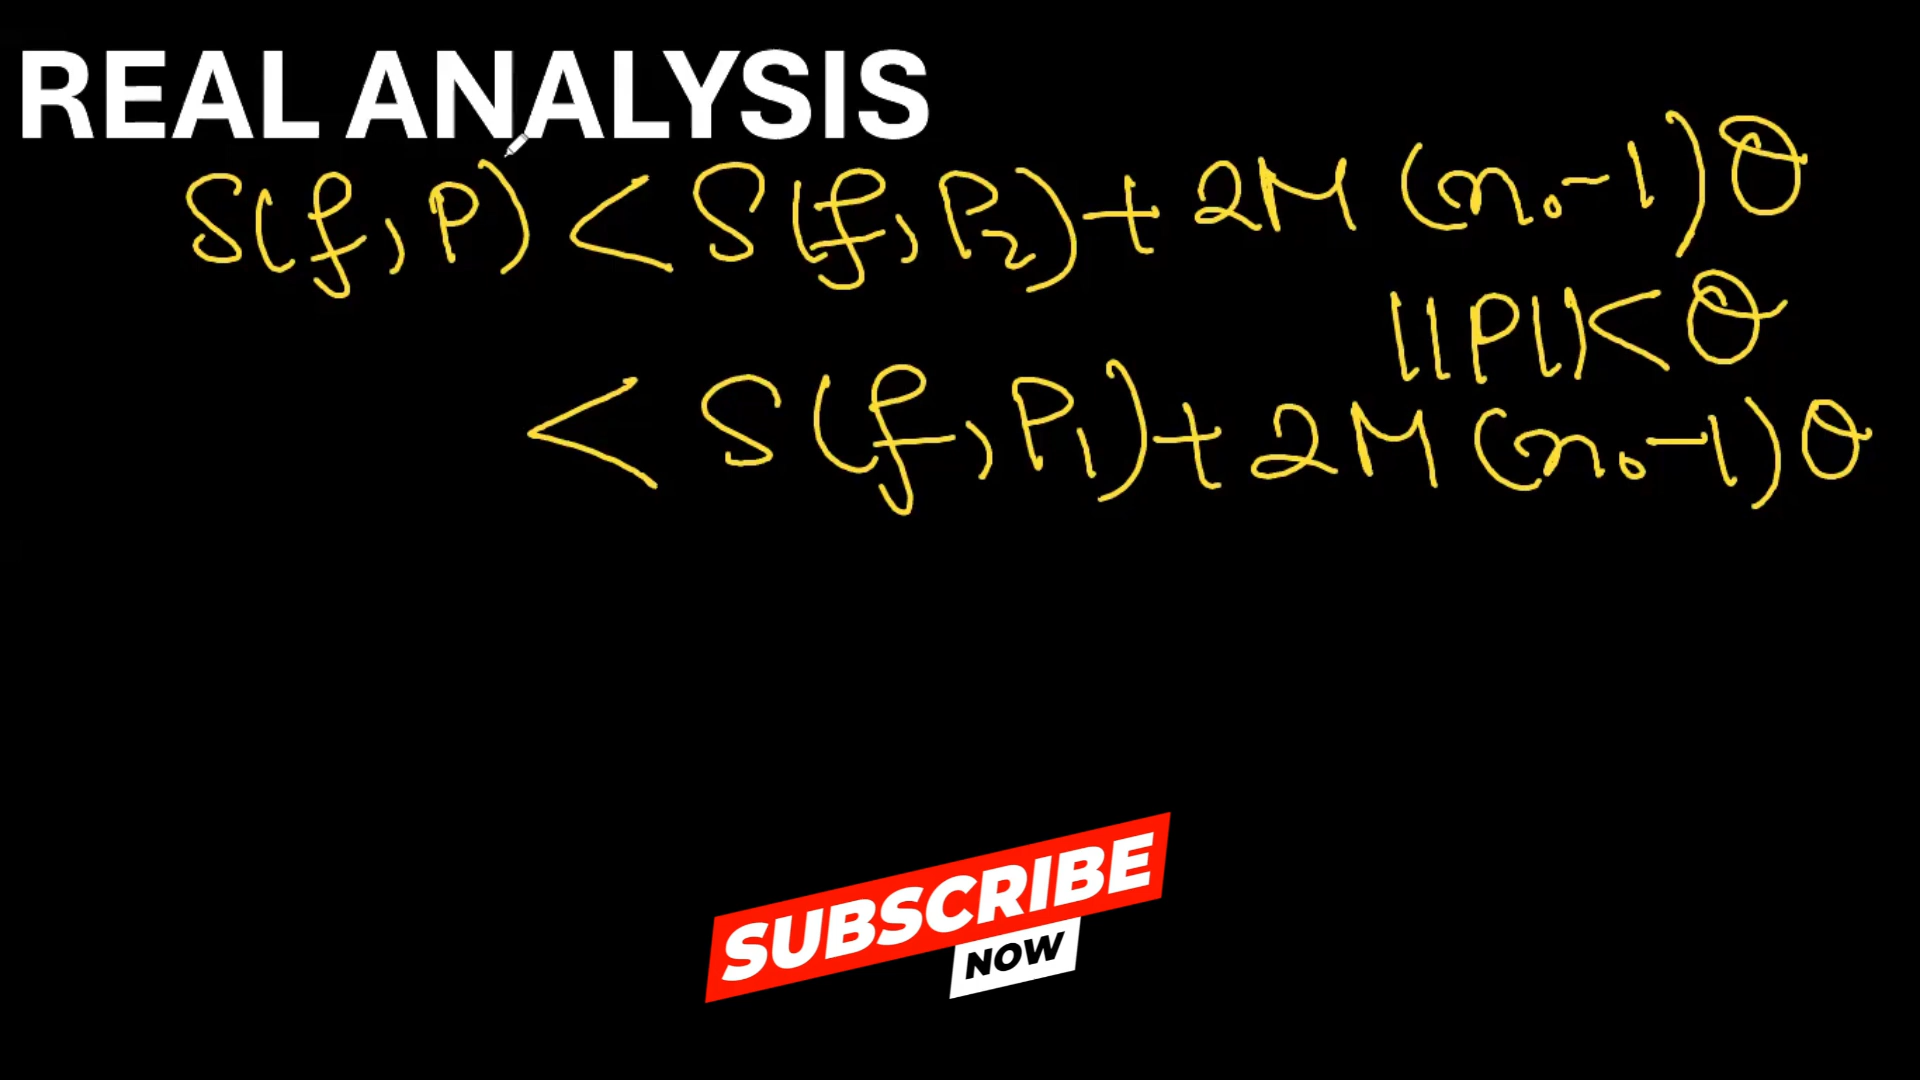 REAL ANALYSIS
S(f, P) < S(f, P₂) + 2M (n₀-1) θ
||P|| < θ
< S(f, P₁) + 2M (n₀-1) θ
SUBSCRIBE
NOW